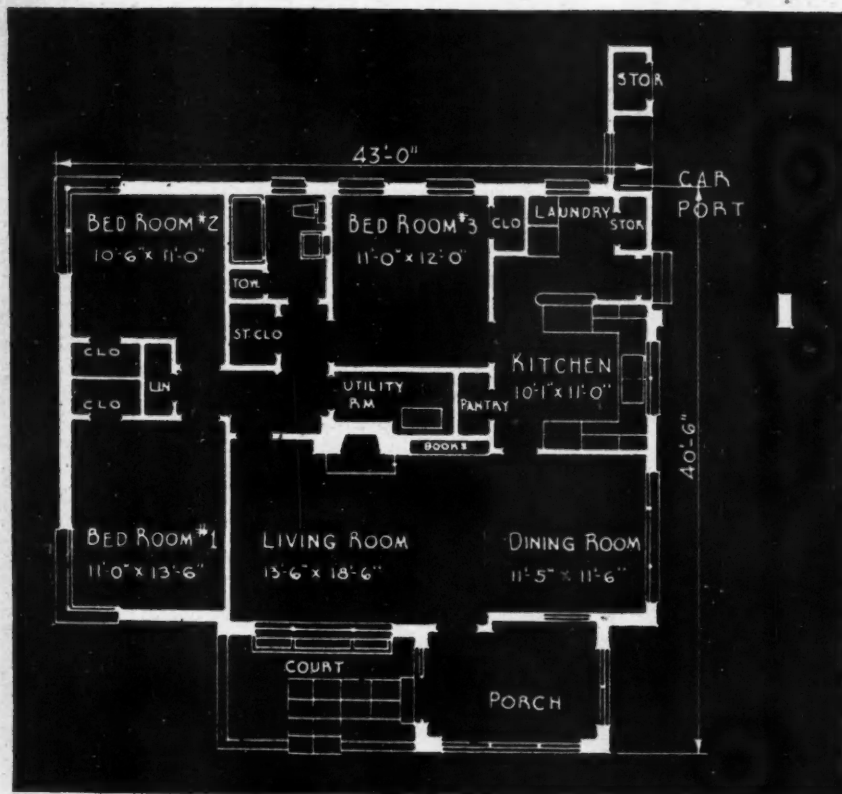 STOR
43'-0"
CAR
PORT
BED ROOM #2
10'-6" x 11'-0"
BED ROOM #3
11'-0" x 12'-0"
CLO
LAUNDRY
STOR
TOW.
ST. CLO
CLO
LIN
CLO
UTILITY
RM
PANTRY
KITCHEN
10'-1" x 11'-0"
BOOKS
40'-6"
BED ROOM #1
11'-0" x 13'-6"
LIVING ROOM
13'-6" x 18'-6"
DINING ROOM
11'-5" x 11'-6"
COURT
PORCH